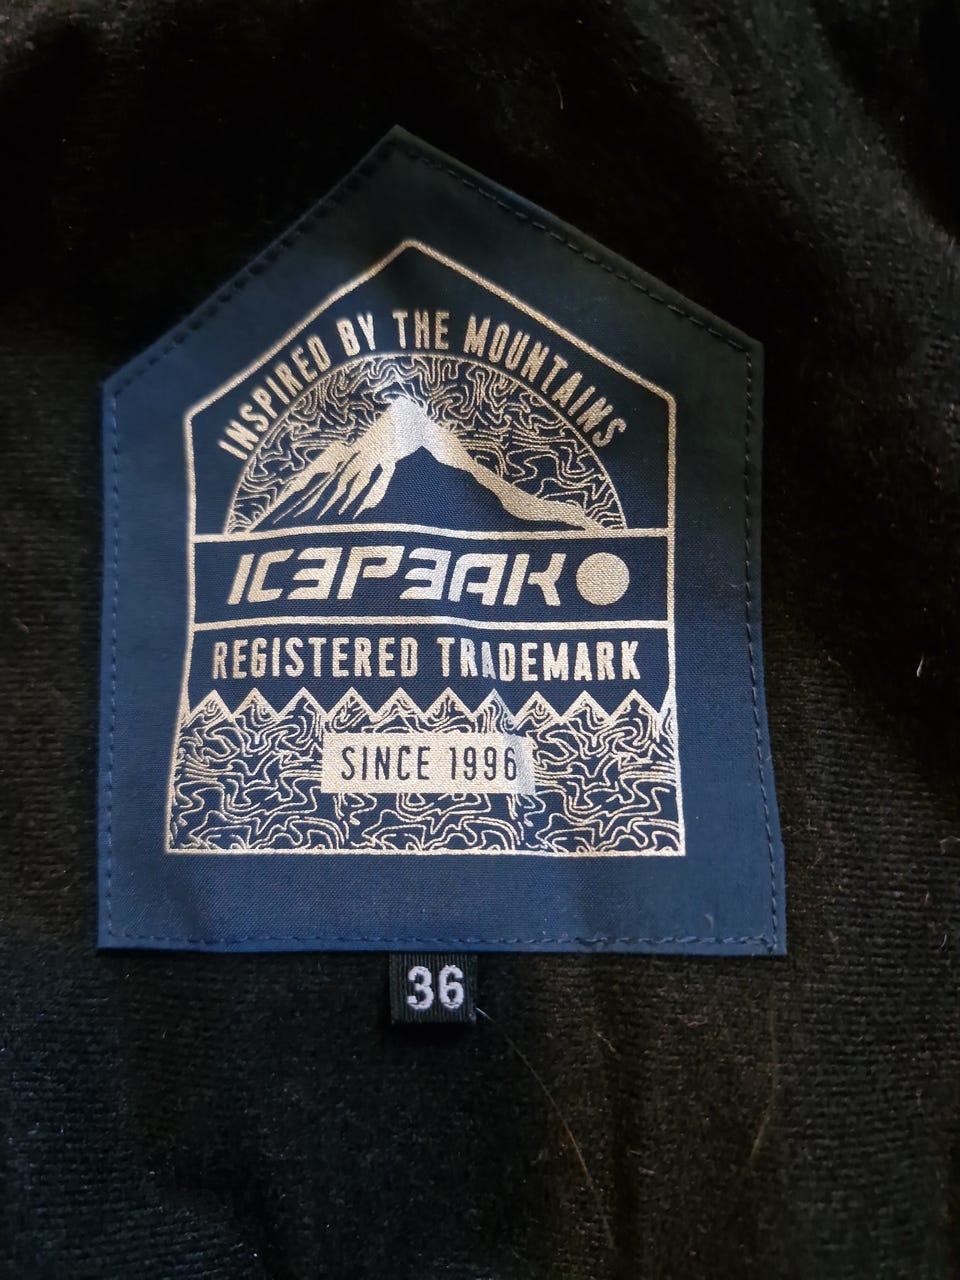 INSPIRED BY THE MOUNTAINS
ICEPEAK
REGISTERED TRADEMARK
SINCE 1996
36